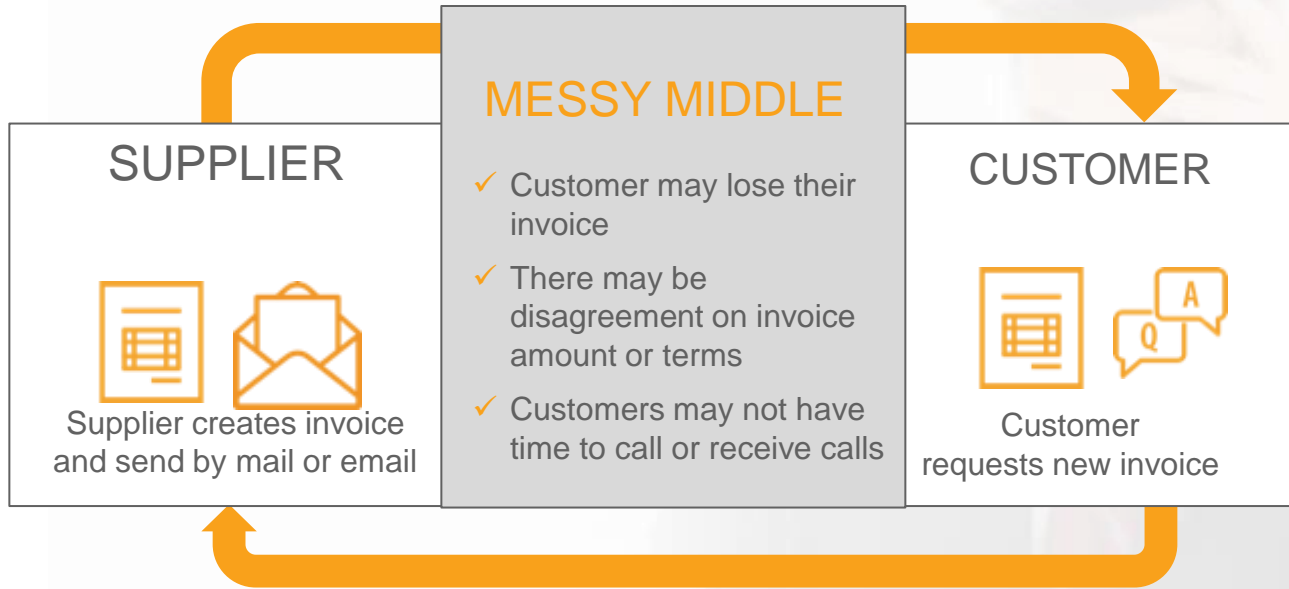 SUPPLIER
Supplier creates invoice
and send by mail or email
MESSY MIDDLE
Customer may lose their
invoice
There may be
disagreement on invoice
amount or terms
Customers may not have
time to call or receive calls
CUSTOMER
Q
A
Customer
requests new invoice